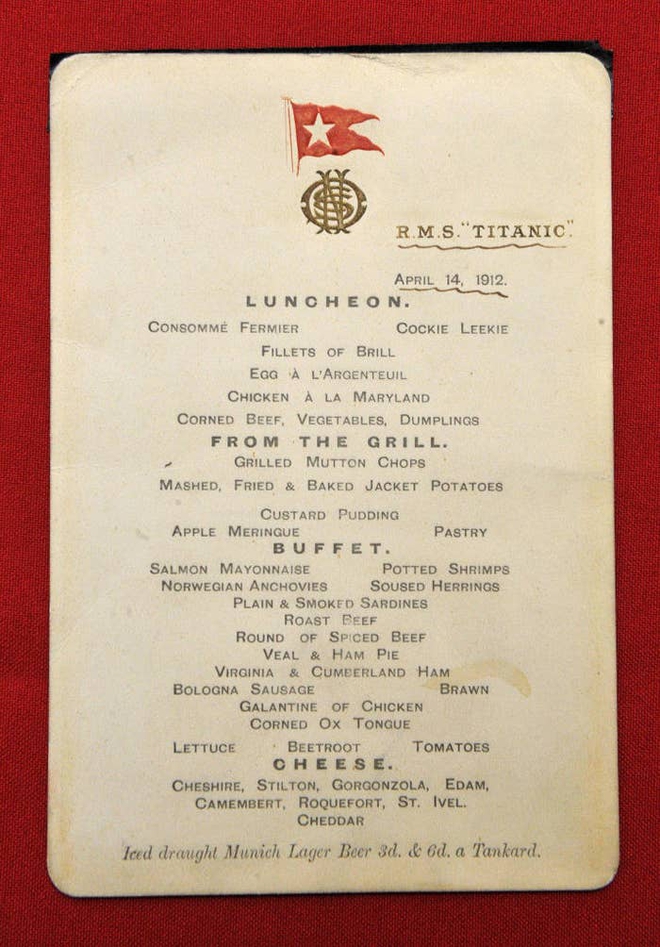 R.M.S. "TITANIC".
APRIL 14, 1912.
LUNCHEON.
CONSOMMÉ FERMIER COCKIE LEEKIE
FILLETS OF BRILL
EGG À L'ARGENTEUIL
CHICKEN À LA MARYLAND
CORNED BEEF, VEGETABLES, DUMPLINGS
FROM THE GRILL.
GRILLED MUTTON CHOPS
MASHED, FRIED & BAKED JACKET POTATOES
CUSTARD PUDDING
APPLE MERINGUE PASTRY
BUFFET.
SALMON MAYONNAISE POTTED SHRIMPS
NORWEGIAN ANCHOVIES SOUSED HERRINGS
PLAIN & SMOKED SARDINES
ROAST BEEF
ROUND OF SPICED BEEF
VEAL & HAM PIE
VIRGINIA & CUMBERLAND HAM
BOLOGNA SAUSAGE BRAWN
GALANTINE OF CHICKEN
CORNED OX TONGUE
LETTUCE BEETROOT TOMATOES
CHEESE.
CHESHIRE, STILTON, GORGONZOLA, EDAM,
CAMEMBERT, ROQUEFORT, ST. IVEL.
CHEDDAR
Iced draught Munich Lager Beer 3d. & 6d. a Tankard.